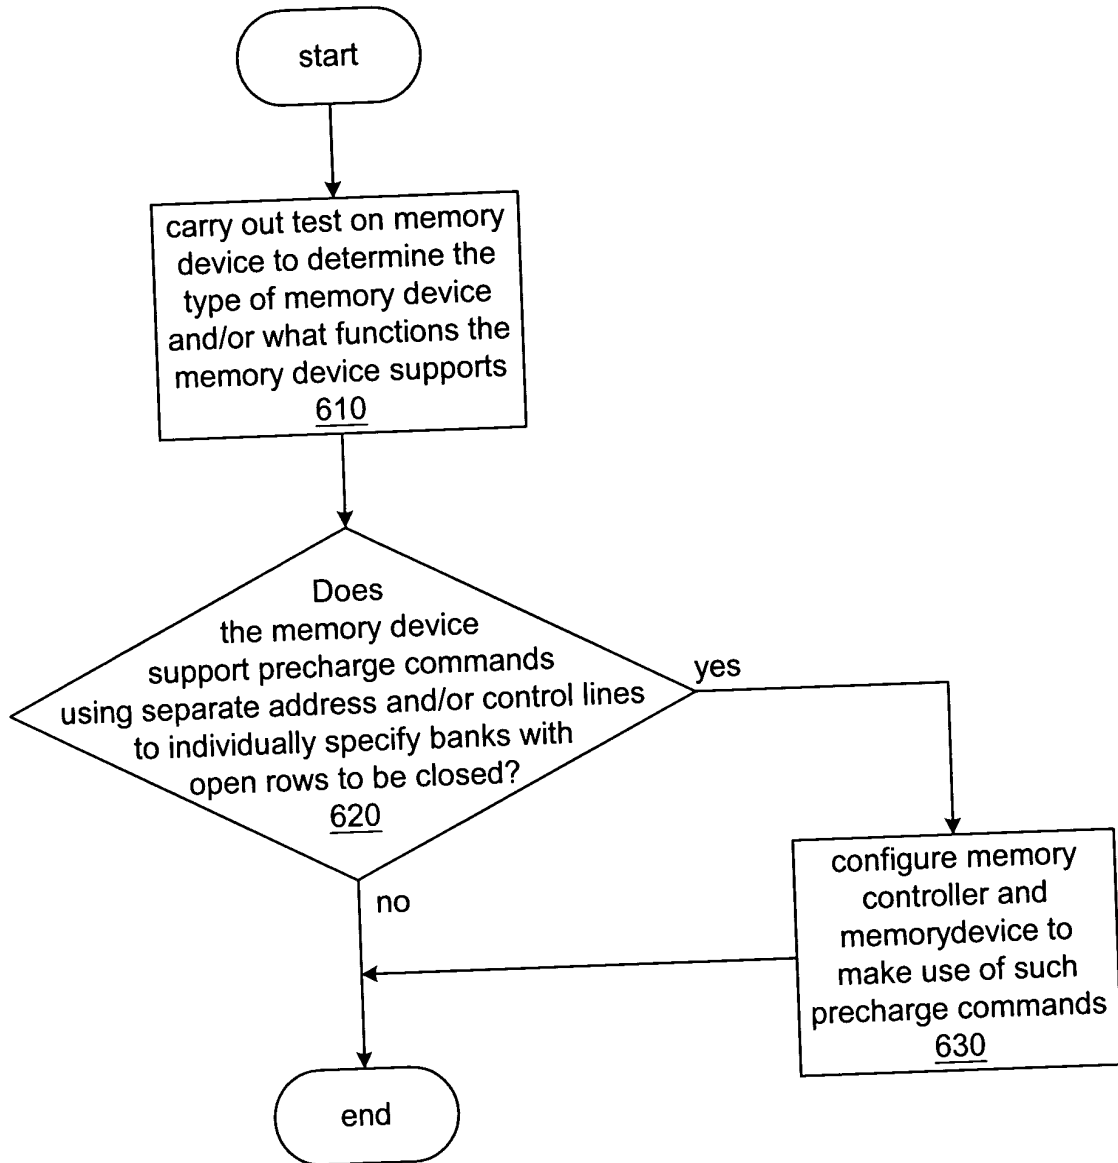 start
carry out test on memory
device to determine the
type of memory device
and/or what functions the
memory device supports
610
Does
the memory device
support precharge commands
using separate address and/or control lines
to individually specify banks with
open rows to be closed?
620
yes
no
configure memory
controller and
memorydevice to
make use of such
precharge commands
630
end